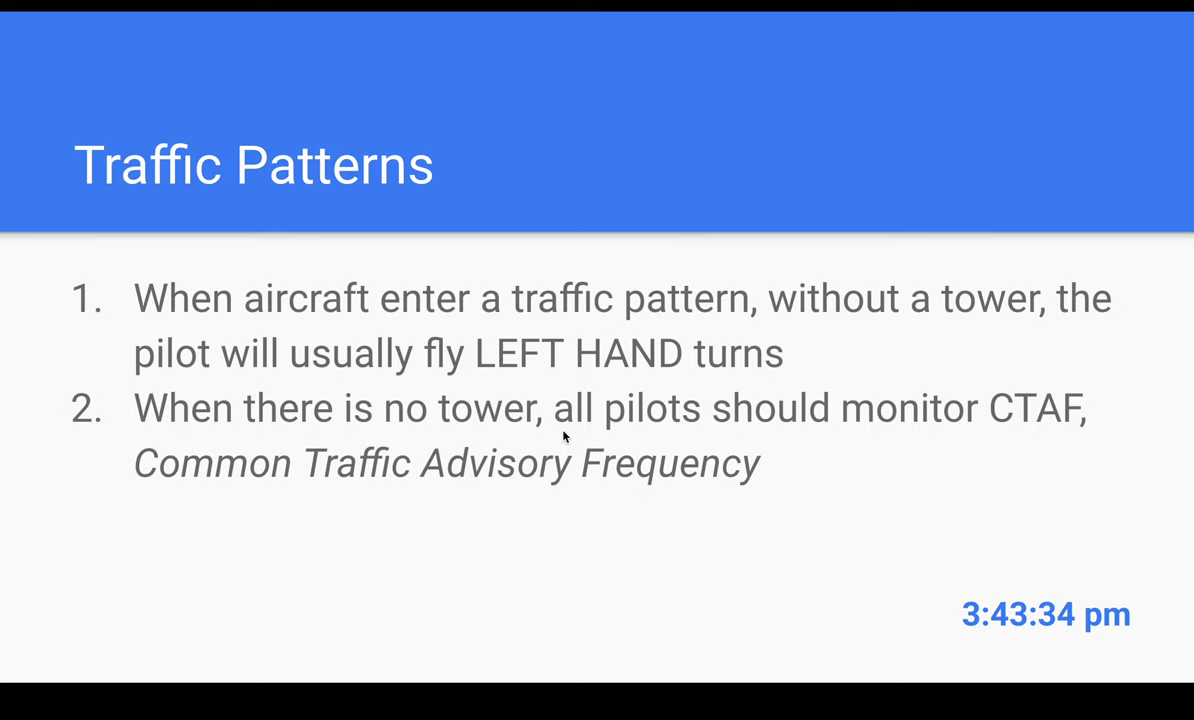 Traffic Patterns
1. When aircraft enter a traffic pattern, without a tower, the
pilot will usually fly LEFT HAND turns
2. When there is no tower, all pilots should monitor CTAF,
Common Traffic Advisory Frequency
3:43:34 pm